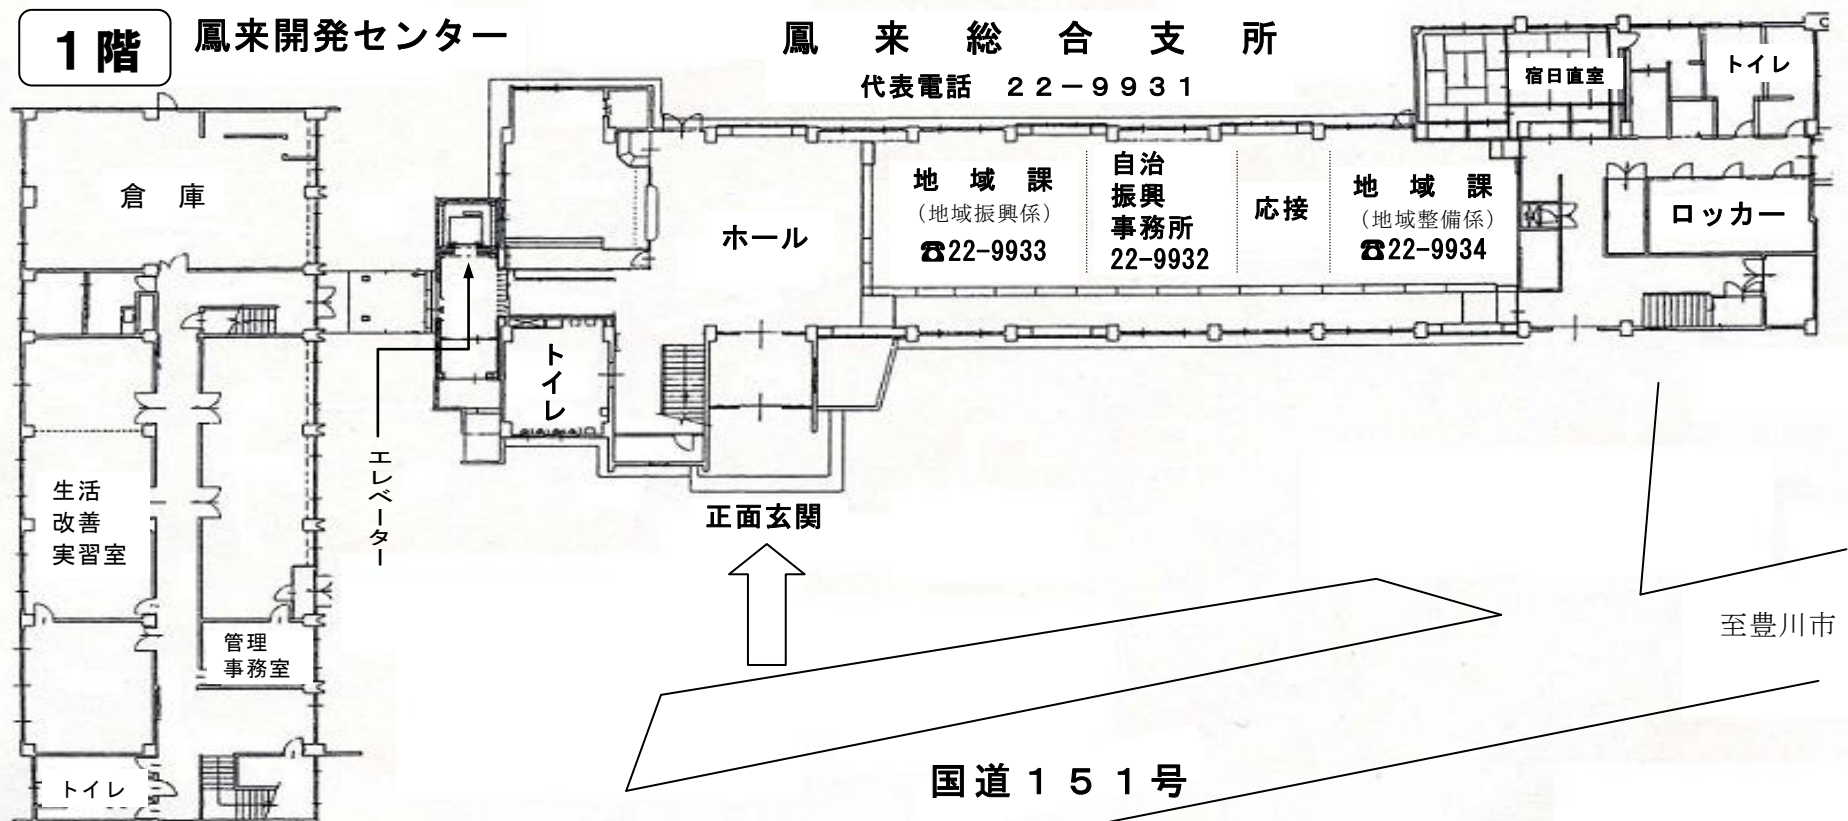 1階
鳳来開発センター
鳳来総合支所
代表電話 22-9931
宿日直室
トイレ
倉庫
ホール
地域課
(地域振興係)
☎22-9933
自治
振興
事務所
22-9932
応接
地域課
(地域整備係)
☎22-9934
ロッカー
トイレ
エレベーター
生活
改善
実習室
正面玄関
管理
事務室
至豊川市
トイレ
国道151号